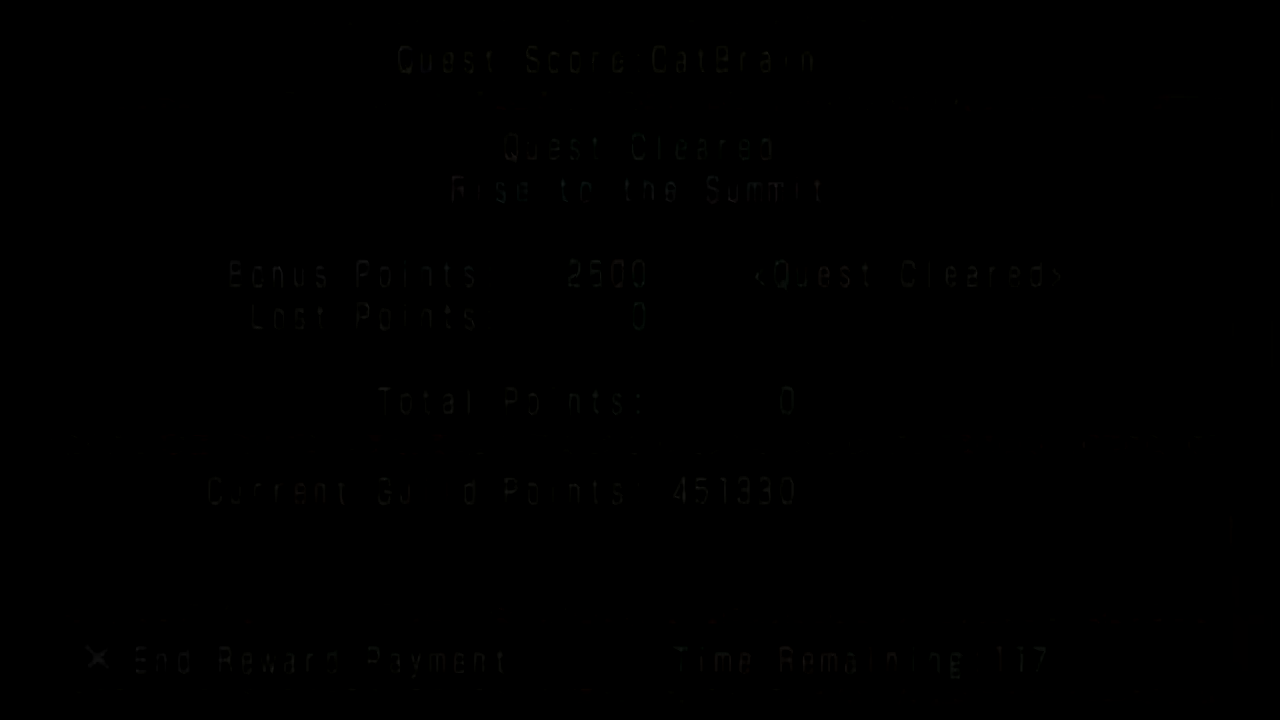 Quest Score CatBrain
Quest Cleared
Rise to the Summit
Bonus Points 2500 <Quest Cleared>
Lost Points 0
Total Points: 0
Current Guild Points 451330
× End Reward Payment Time Remaining 117